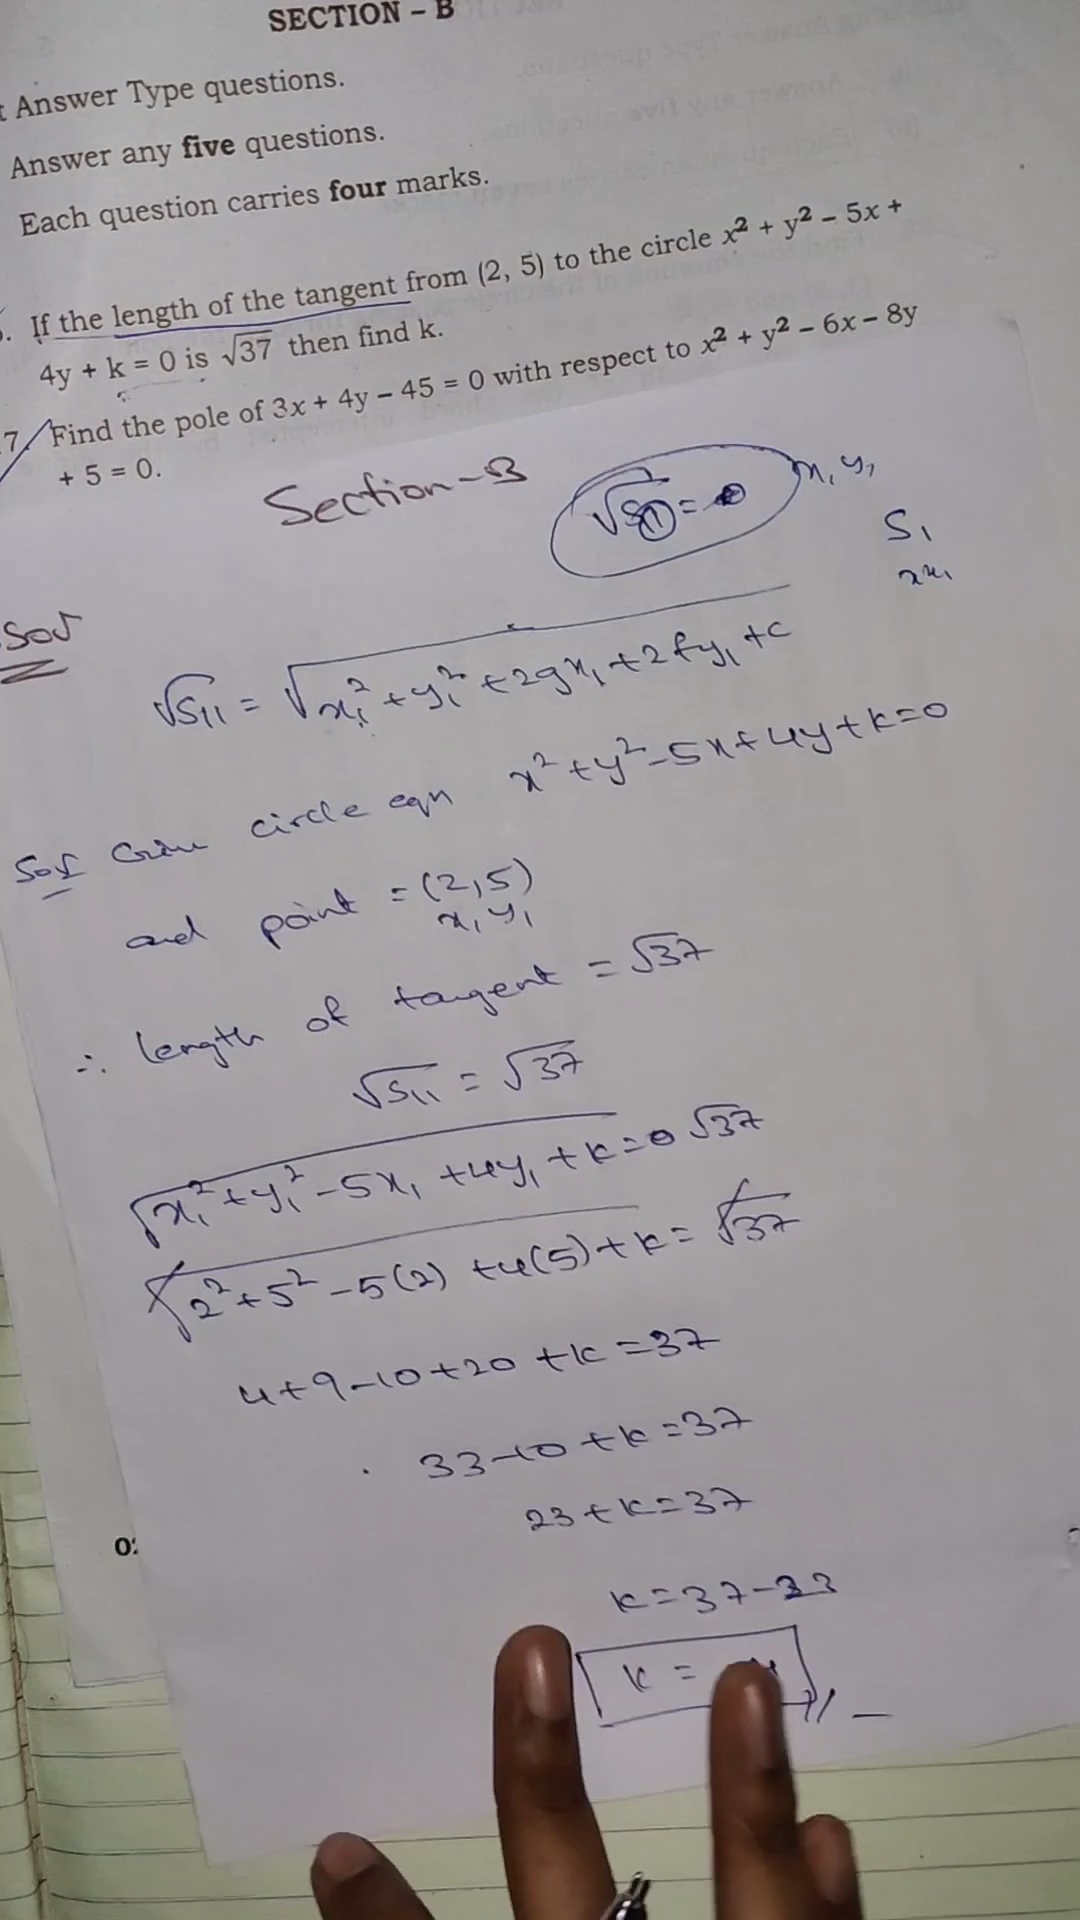 SECTION – B
Answer Type questions.
Answer any five questions.
Each question carries four marks.
. If the length of the tangent from (2, 5) to the circle x² + y² – 5x +
4y + k = 0 is √37 then find k.
7. Find the pole of 3x + 4y – 45 = 0 with respect to x² + y² – 6x – 8y
+ 5 = 0.
Section-B
x₁ y₁
S₁
xx₁
Sol
√S₁₁ = √x₁² + y₁² + 2gx₁ + 2fy₁ + c
Sol Given circle eqn x² + y² - 5x + 4y + k = 0
and point = (2,5)
x₁ y₁
∴ length of tangent = √37
√S₁₁ = √37
√x₁² + y₁² - 5x₁ + 4y₁ + k = √37
√2² + 5² - 5(2) + 4(5) + k = √37
4 + 9 - 10 + 20 + k = 37
33 - 10 + k = 37
23 + k = 37
k = 37 - 33
k =